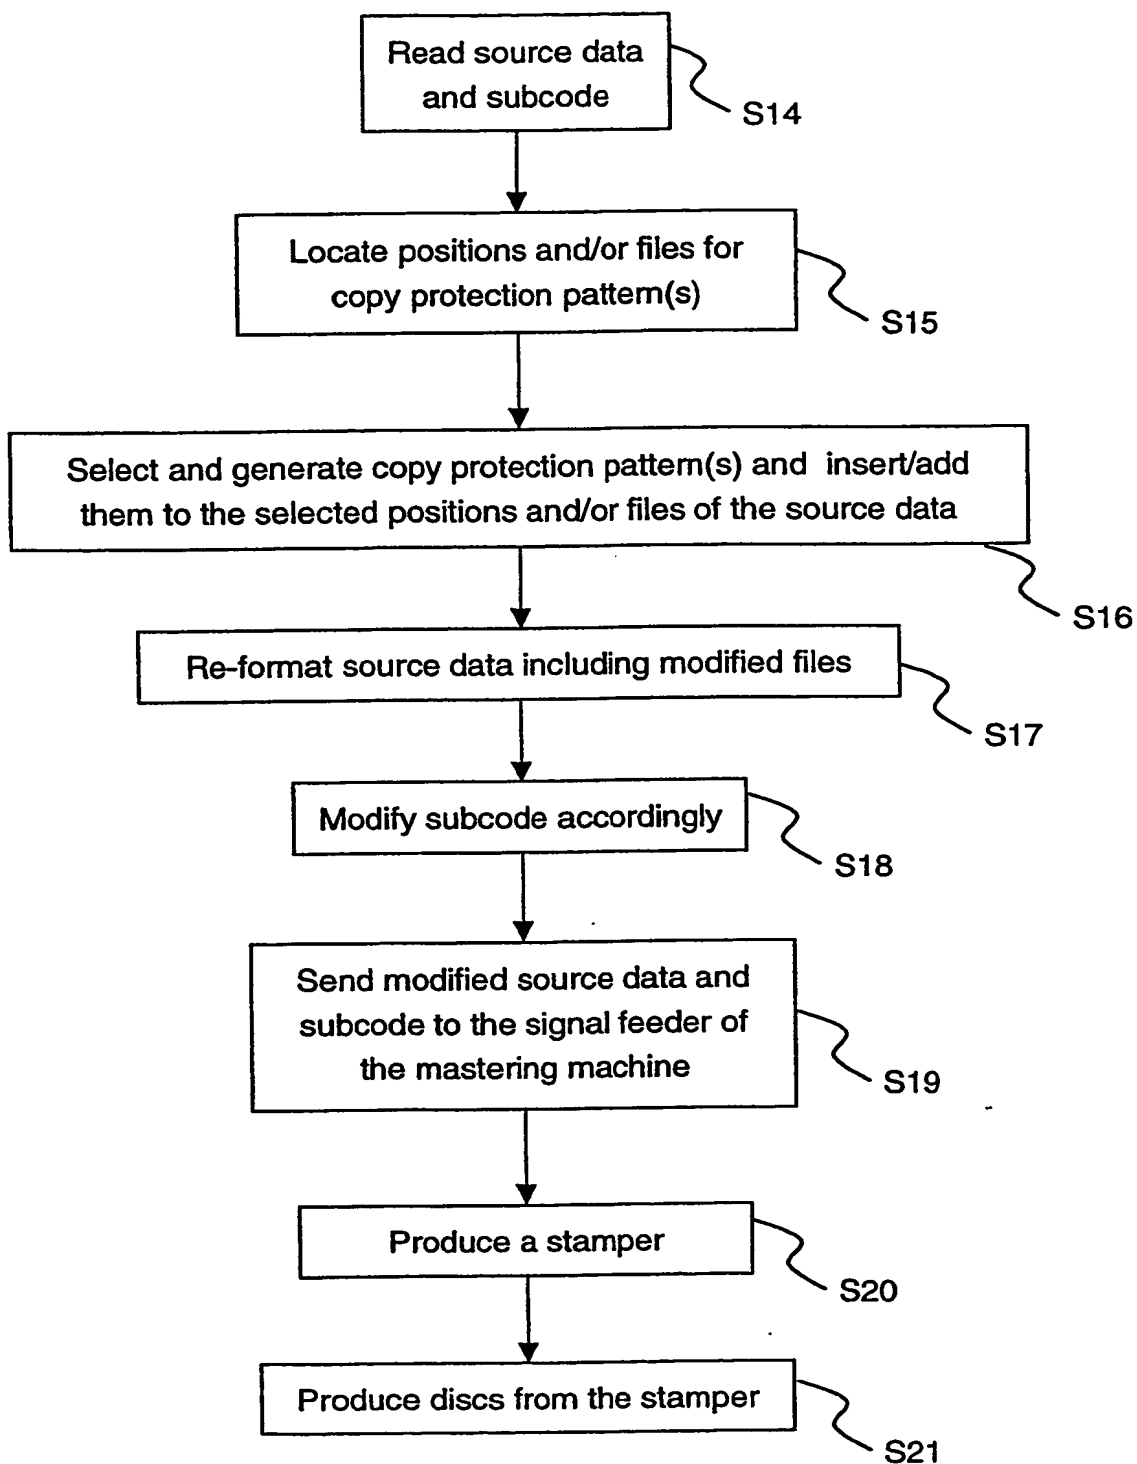 Read source data
and subcode
S14
Locate positions and/or files for
copy protection pattern(s)
S15
Select and generate copy protection pattern(s) and insert/add
them to the selected positions and/or files of the source data
S16
Re-format source data including modified files
S17
Modify subcode accordingly
S18
Send modified source data and
subcode to the signal feeder of
the mastering machine
S19
Produce a stamper
S20
Produce discs from the stamper
S21